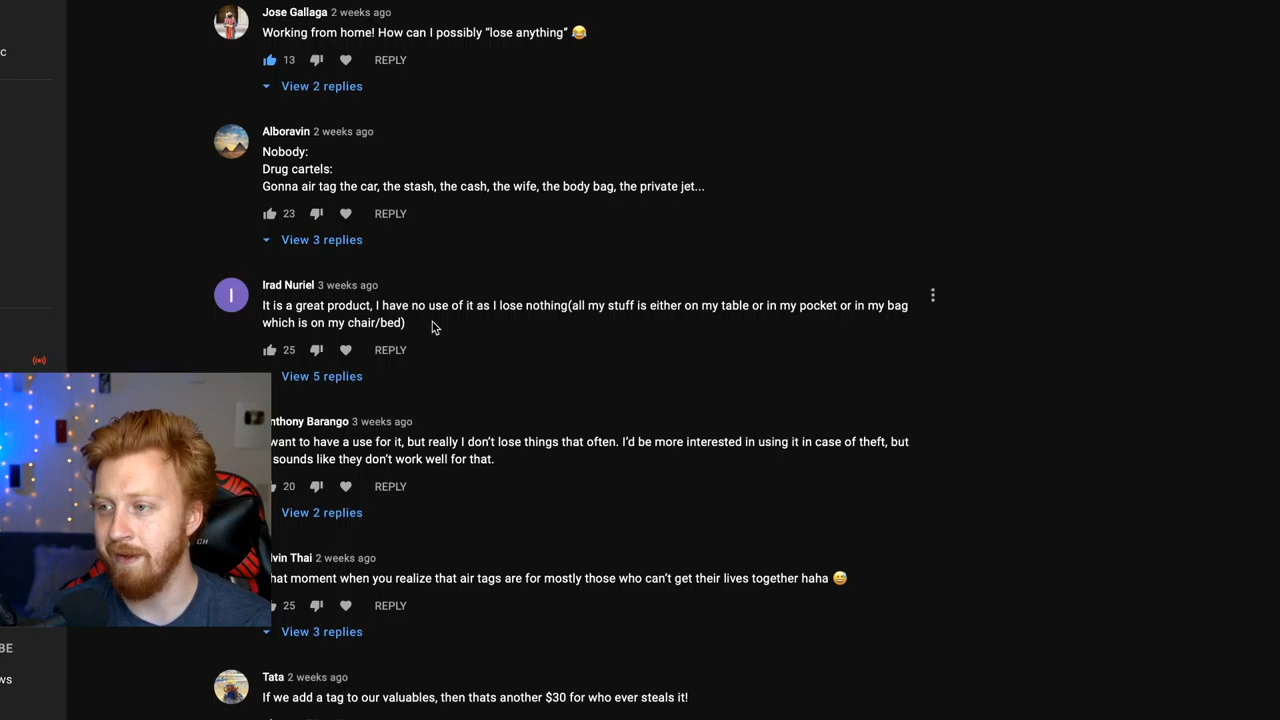 c
Jose Gallaga 2 weeks ago
Working from home! How can I possibly “lose anything” 😂
13 REPLY
View 2 replies
Alboravin 2 weeks ago
Nobody:
Drug cartels:
Gonna air tag the car, the stash, the cash, the wife, the body bag, the private jet...
23 REPLY
View 3 replies
I
Irad Nuriel 3 weeks ago
It is a great product, I have no use of it as I lose nothing(all my stuff is either on my table or in my pocket or in my bag
which is on my chair/bed)
25 REPLY
View 5 replies
nthony Barango 3 weeks ago
want to have a use for it, but really I don't lose things that often. I'd be more interested in using it in case of theft, but
sounds like they don't work well for that.
20 REPLY
View 2 replies
lvin Thai 2 weeks ago
hat moment when you realize that air tags are for mostly those who can't get their lives together haha 😅
25 REPLY
View 3 replies
BE
ws
Tata 2 weeks ago
If we add a tag to our valuables, then thats another $30 for who ever steals it!